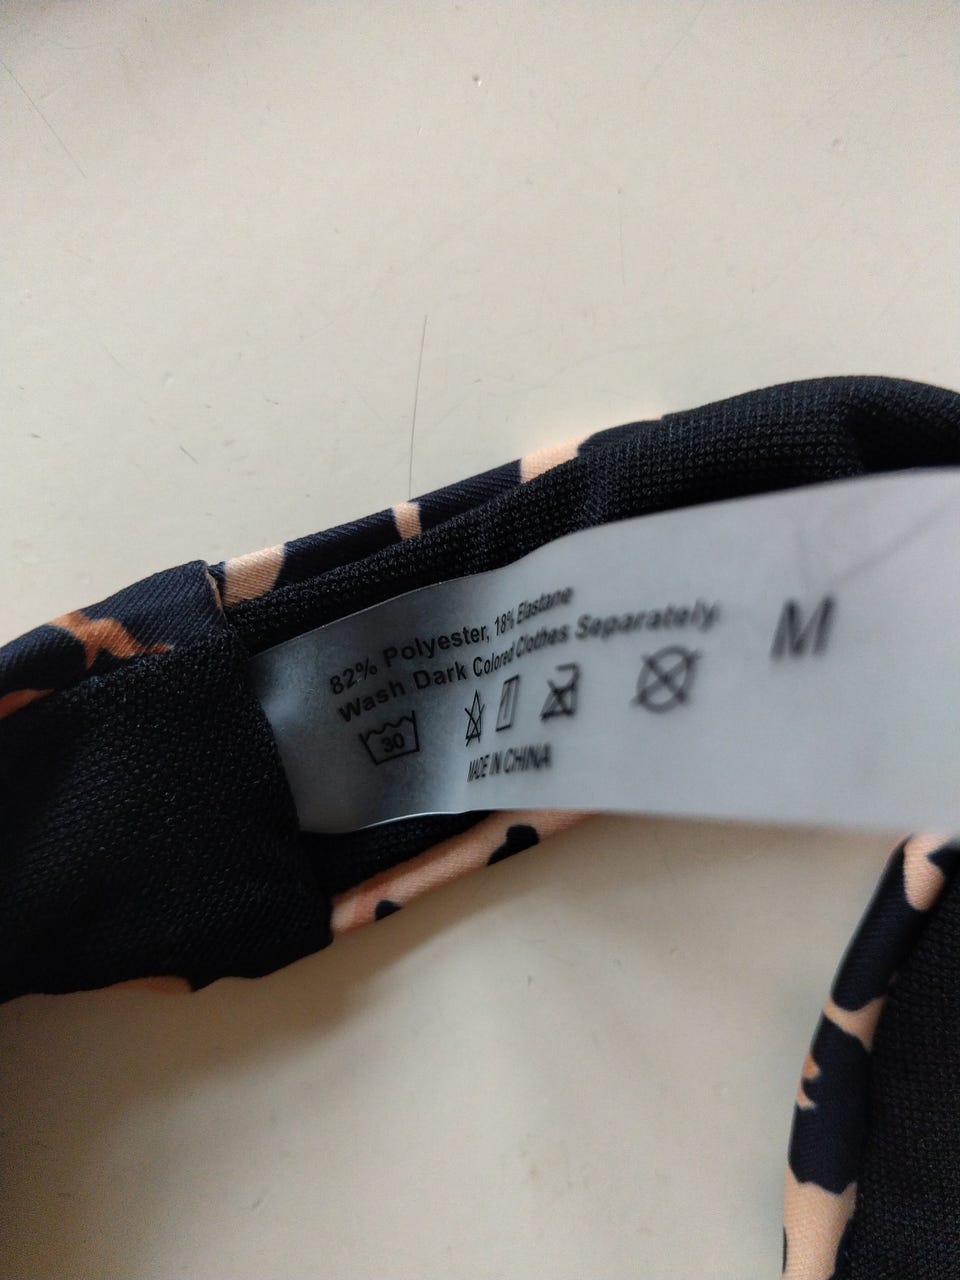 82% Polyester, 18% Elastane
Wash Dark Colored Clothes Separately
30
MADE IN CHINA
M